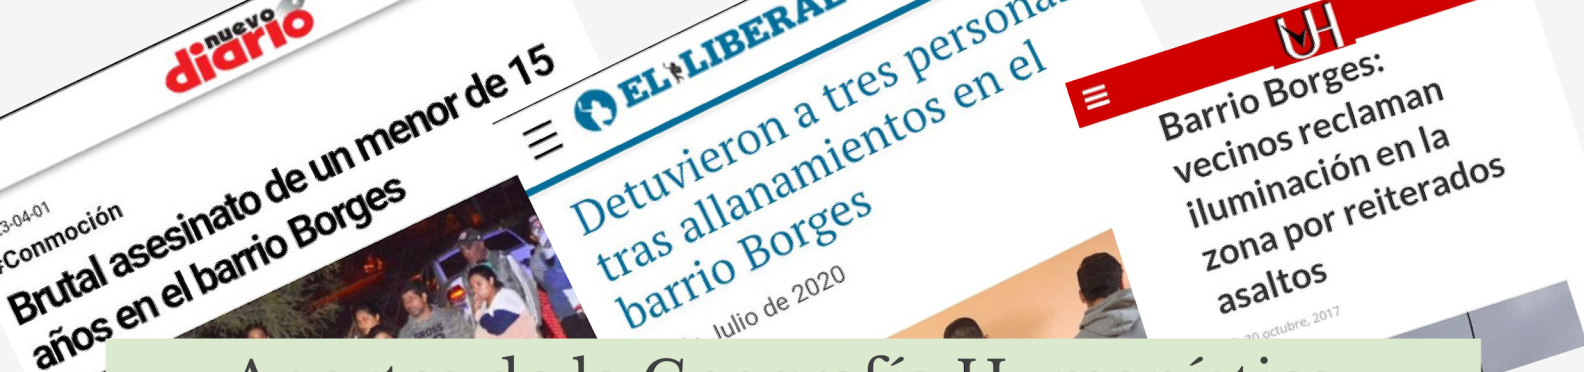 nuevo
diario
3-04-01
#Conmoción
Brutal asesinato de un menor de 15
años en el barrio Borges
EL LIBERAL
Detuvieron a tres persona
tras allanamientos en el
barrio Borges
Julio de 2020
UH
Barrio Borges:
vecinos reclaman
iluminación en la
zona por reiterados
asaltos
30 octubre, 2017